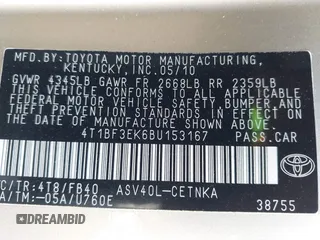 MFD.BY:TOYOTA MOTOR MANUFACTURING,
KENTUCKY,INC.05/10
GVWR 4345LB GAWR FR 2668LB RR 2359LB
THIS VEHICLE CONFORMS TO ALL APPLICABLE
FEDERAL MOTOR VEHICLE SAFETY, BUMPER, AND
THEFT PREVENTION STANDARDS IN EFFECT ON
THE DATE OF MANUFACTURE SHOWN ABOVE.
4T1BF3EK6BU153167 PASS.CAR
C/TR:4T8/FB40 ASV40L-CETNKA
A/TM:-05A/U760E
TOYOTA
38755
DREAMBID